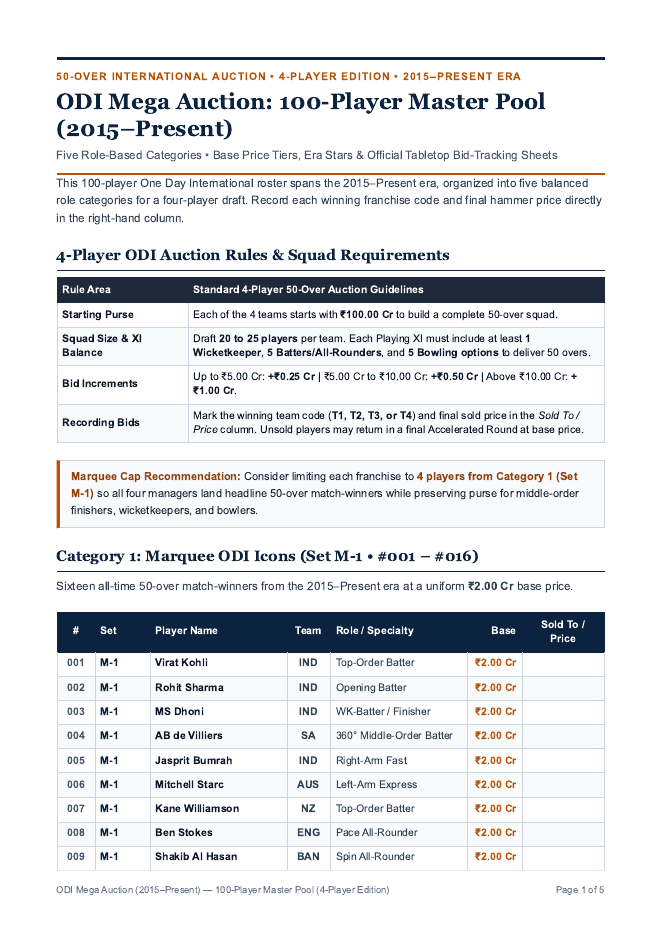 50-OVER INTERNATIONAL AUCTION • 4-PLAYER EDITION • 2015–PRESENT ERA
ODI Mega Auction: 100-Player Master Pool
(2015–Present)
Five Role-Based Categories • Base Price Tiers, Era Stars & Official Tabletop Bid-Tracking Sheets
This 100-player One Day International roster spans the 2015–Present era, organized into five balanced
role categories for a four-player draft. Record each winning franchise code and final hammer price directly
in the right-hand column.
4-Player ODI Auction Rules & Squad Requirements
Rule Area Standard 4-Player 50-Over Auction Guidelines
Starting Purse Each of the 4 teams starts with ₹100.00 Cr to build a complete 50-over squad.
Squad Size & XI
Balance
Draft 20 to 25 players per team. Each Playing XI must include at least 1
Wicketkeeper, 5 Batters/All-Rounders, and 5 Bowling options to deliver 50 overs.
Bid Increments
Up to ₹5.00 Cr: +₹0.25 Cr | ₹5.00 Cr to ₹10.00 Cr: +₹0.50 Cr | Above ₹10.00 Cr: +
₹1.00 Cr.
Recording Bids
Mark the winning team code (T1, T2, T3, or T4) and final sold price in the Sold To /
Price column. Unsold players may return in a final Accelerated Round at base price.
Marquee Cap Recommendation: Consider limiting each franchise to 4 players from Category 1 (Set
M-1) so all four managers land headline 50-over match-winners while preserving purse for middle-order
finishers, wicketkeepers, and bowlers.
Category 1: Marquee ODI Icons (Set M-1 • #001 – #016)
Sixteen all-time 50-over match-winners from the 2015–Present era at a uniform ₹2.00 Cr base price.
# Set Player Name Team Role / Specialty Base Sold To /
Price
001 M-1 Virat Kohli IND Top-Order Batter ₹2.00 Cr
002 M-1 Rohit Sharma IND Opening Batter ₹2.00 Cr
003 M-1 MS Dhoni IND WK-Batter / Finisher ₹2.00 Cr
004 M-1 AB de Villiers SA 360° Middle-Order Batter ₹2.00 Cr
005 M-1 Jasprit Bumrah IND Right-Arm Fast ₹2.00 Cr
006 M-1 Mitchell Starc AUS Left-Arm Express ₹2.00 Cr
007 M-1 Kane Williamson NZ Top-Order Batter ₹2.00 Cr
008 M-1 Ben Stokes ENG Pace All-Rounder ₹2.00 Cr
009 M-1 Shakib Al Hasan BAN Spin All-Rounder ₹2.00 Cr
ODI Mega Auction (2015–Present) — 100-Player Master Pool (4-Player Edition) Page 1 of 5